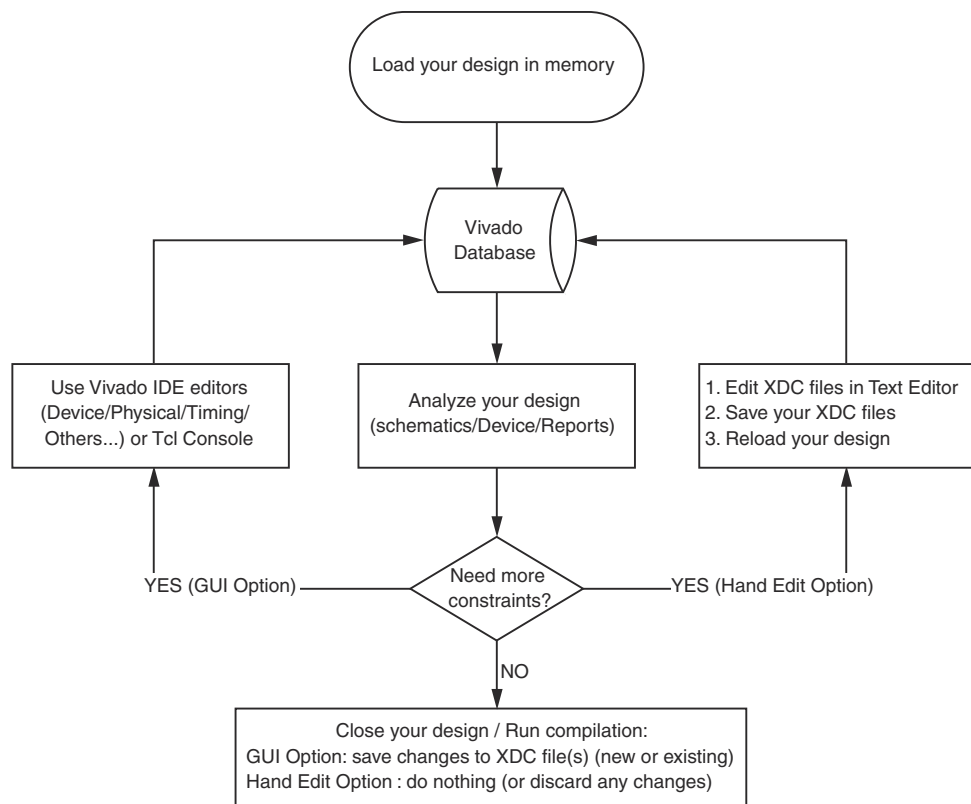 Load your design in memory
Vivado
Database
Use Vivado IDE editors
(Device/Physical/Timing/
Others...) or Tcl Console
Analyze your design
(schematics/Device/Reports)
1. Edit XDC files in Text Editor
2. Save your XDC files
3. Reload your design
YES (GUI Option)
Need more
constraints?
YES (Hand Edit Option)
NO
Close your design / Run compilation:
GUI Option: save changes to XDC file(s) (new or existing)
Hand Edit Option : do nothing (or discard any changes)